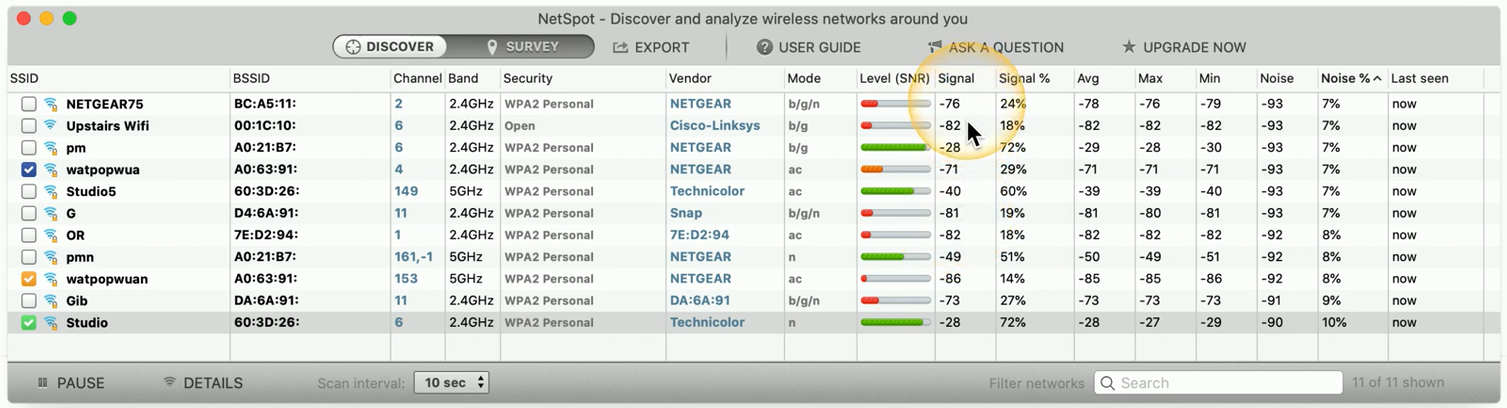 NetSpot - Discover and analyze wireless networks around you
DISCOVER SURVEY EXPORT USER GUIDE ASK A QUESTION UPGRADE NOW
SSID BSSID Channel Band Security Vendor Mode Level (SNR) Signal Signal % Avg Max Min Noise Noise % Last seen
NETGEAR75 BC:A5:11: 2 2.4GHz WPA2 Personal NETGEAR b/g/n -76 24% -78 -76 -79 -93 7% now
Upstairs Wifi 00:1C:10: 6 2.4GHz Open Cisco-Linksys b/g -82 18% -82 -82 -82 -93 7% now
pm A0:21:B7: 6 2.4GHz WPA2 Personal NETGEAR b/g -28 72% -29 -28 -30 -93 7% now
watpopwua A0:63:91: 4 2.4GHz WPA2 Personal NETGEAR ac -71 29% -71 -71 -71 -93 7% now
Studio5 60:3D:26: 149 5GHz WPA2 Personal Technicolor ac -40 60% -39 -39 -40 -93 7% now
G D4:6A:91: 11 2.4GHz WPA2 Personal Snap b/g/n -81 19% -81 -80 -81 -93 7% now
OR 7E:D2:94: 1 2.4GHz WPA2 Personal 7E:D2:94 ac -82 18% -82 -82 -82 -92 8% now
pmn A0:21:B7: 161,-1 5GHz WPA2 Personal NETGEAR n -49 51% -50 -49 -51 -92 8% now
watpopwuan A0:63:91: 153 5GHz WPA2 Personal NETGEAR ac -86 14% -85 -85 -86 -92 8% now
Gib DA:6A:91: 11 2.4GHz WPA2 Personal DA:6A:91 b/g/n -73 27% -73 -73 -73 -91 9% now
Studio 60:3D:26: 6 2.4GHz WPA2 Personal Technicolor n -28 72% -28 -27 -29 -90 10% now
PAUSE DETAILS Scan interval: 10 sec Filter networks Search 11 of 11 shown